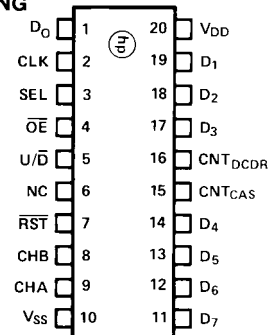 NG
D0 1 20 VDD
CLK 2 hp 19 D1
SEL 3 18 D2
OE 4 17 D3
U/D 5 16 CNTDCDR
NC 6 15 CNTCAS
RST 7 14 D4
CHB 8 13 D5
CHA 9 12 D6
VSS 10 11 D7